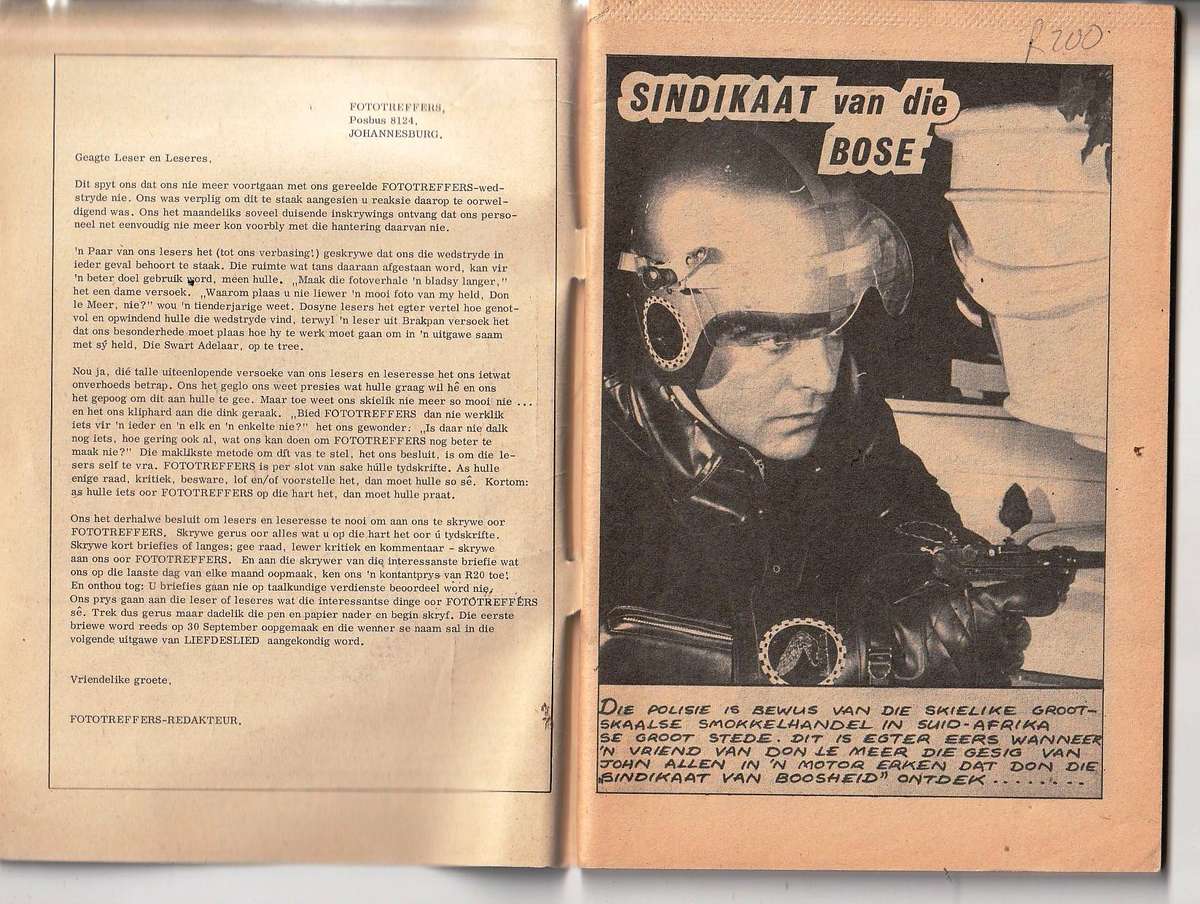 FOTOTREFFERS,
Posbus 8124,
JOHANNESBURG.
Geagte Leser en Leseres,
Dit spyt ons dat ons nie meer voortgaan met ons gereelde FOTOTREFFERS-wed-
stryde nie. Ons was verplig om dit te staak aangesien u reaksie daarop te oorwel-
digend was. Ons het maandeliks soveel duisende inskrywings ontvang dat ons perso-
neel net eenvoudig nie meer kon voorbly met die hantering daarvan nie.
'n Paar van ons lesers het (tot ons verbasing!) geskrywe dat ons die wedstryde in
ieder geval behoort te staak. Die ruimte wat tans daaraan afgestaan word, kan vir
'n beter doel gebruik word, meen hulle. „Maak die fotoverhale 'n bladsy langer,"
het een dame versoek. „Waarom plaas u nie liewer 'n mooi foto van my held, Don
le Meer, nie?" wou 'n tienderjarige weet. Dosyne lesers het egter vertel hoe genot-
vol en opwindend hulle die wedstryde vind, terwyl 'n leser uit Brakpan versoek het
dat ons besonderhede moet plaas hoe hy te werk moet gaan om in 'n uitgawe saam
met sý held, Die Swart Adelaar, op te tree.
Nou ja, dié talle uiteenlopende versoeke van ons lesers en leseresse het ons ietwat
onverhoeds betrap. Ons het geglo ons weet presies wat hulle graag wil hê en ons
het gepoog om dit aan hulle te gee. Maar toe weet ons skielik nie meer so mooi nie ...
en het ons kliphard aan die dink geraak. „Bied FOTOTREFFERS dan nie werklik
iets vir 'n ieder en 'n elk en 'n enkelte nie?" het ons gewonder: „Is daar nie dalk
nog iets, hoe gering ook al, wat ons kan doen om FOTOTREFFERS nog beter te
maak nie?" Die maklikste metode om dít vas te stel, het ons besluit, is om die le-
sers self te vra. FOTOTREFFERS is per slot van sake húlle tydskrifte. As hulle
enige raad, kritiek, besware, lof en/of voorstelle het, dan moet hulle so sê. Kortom:
as hulle iets oor FOTOTREFFERS op die hart het, dan moet hulle praat.
Ons het derhalwe besluit om lesers en leseresse te nooi om aan ons te skrywe oor
FOTOTREFFERS. Skrywe gerus oor alles wat u op die hart het oor ú tydskrifte.
Skrywe kort briefies of langes; gee raad, lewer kritiek en kommentaar - skrywe
aan ons oor FOTOTREFFERS. En aan die skrywer van die interessanste briefie wat
ons op die laaste dag van elke maand oopmaak, ken ons 'n kontantprys van R20 toe!
En onthou tog: U briefies gaan nie op taalkundige verdienste beoordeel word nie.
Ons prys gaan aan die leser of leseres wat die interessantse dinge oor FOTOTREFFERS
sê. Trek dus gerus maar dadelik die pen en papier nader en begin skryf. Die eerste
briewe word reeds op 30 September oopgemaak en die wenner se naam sal in die
volgende uitgawe van LIEFDESLIED aangekondig word.
Vriendelike groete,
FOTOTREFFERS-REDAKTEUR.
R200
SINDIKAAT van die
BOSE
DIE POLISIE IS BEWUS VAN DIE SKIELIKE GROOT-
SKAALSE SMOKKELHANDEL IN SUID-AFRIKA
SE GROOT STEDE. DIT IS EGTER EERS WANNEER
'N VRIEND VAN DON LE MEER DIE GESIG VAN
JOHN ALLEN IN 'N MOTOR ERKEN DAT DON DIE
„SINDIKAAT VAN BOOSHEID" ONTDEK.........